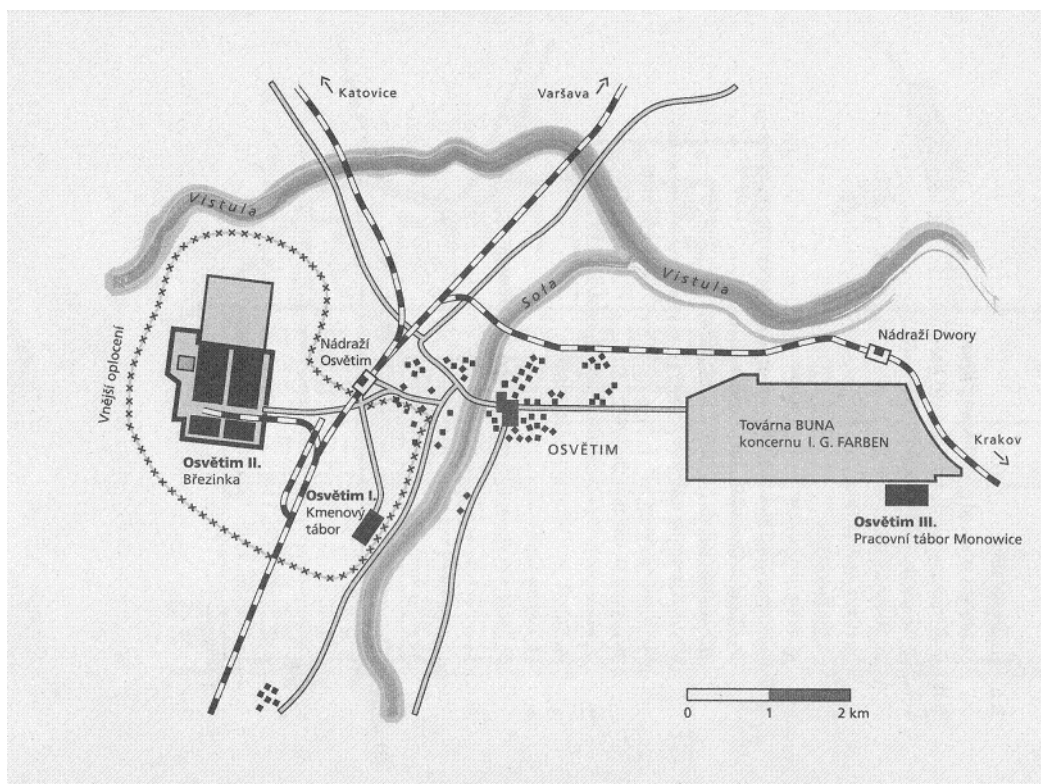 Katovice
Varšava
Vistula
Vistula
Sola
Nádraží Dwory
Nádraží
Osvětim
Vnější oplocení
Továrna BUNA
koncernu I. G. FARBEN
Krakov
OSVĚTIM
Osvětim II.
Březinka
Osvětim I.
Kmenový
tábor
Osvětim III.
Pracovní tábor Monowice
0 1 2 km